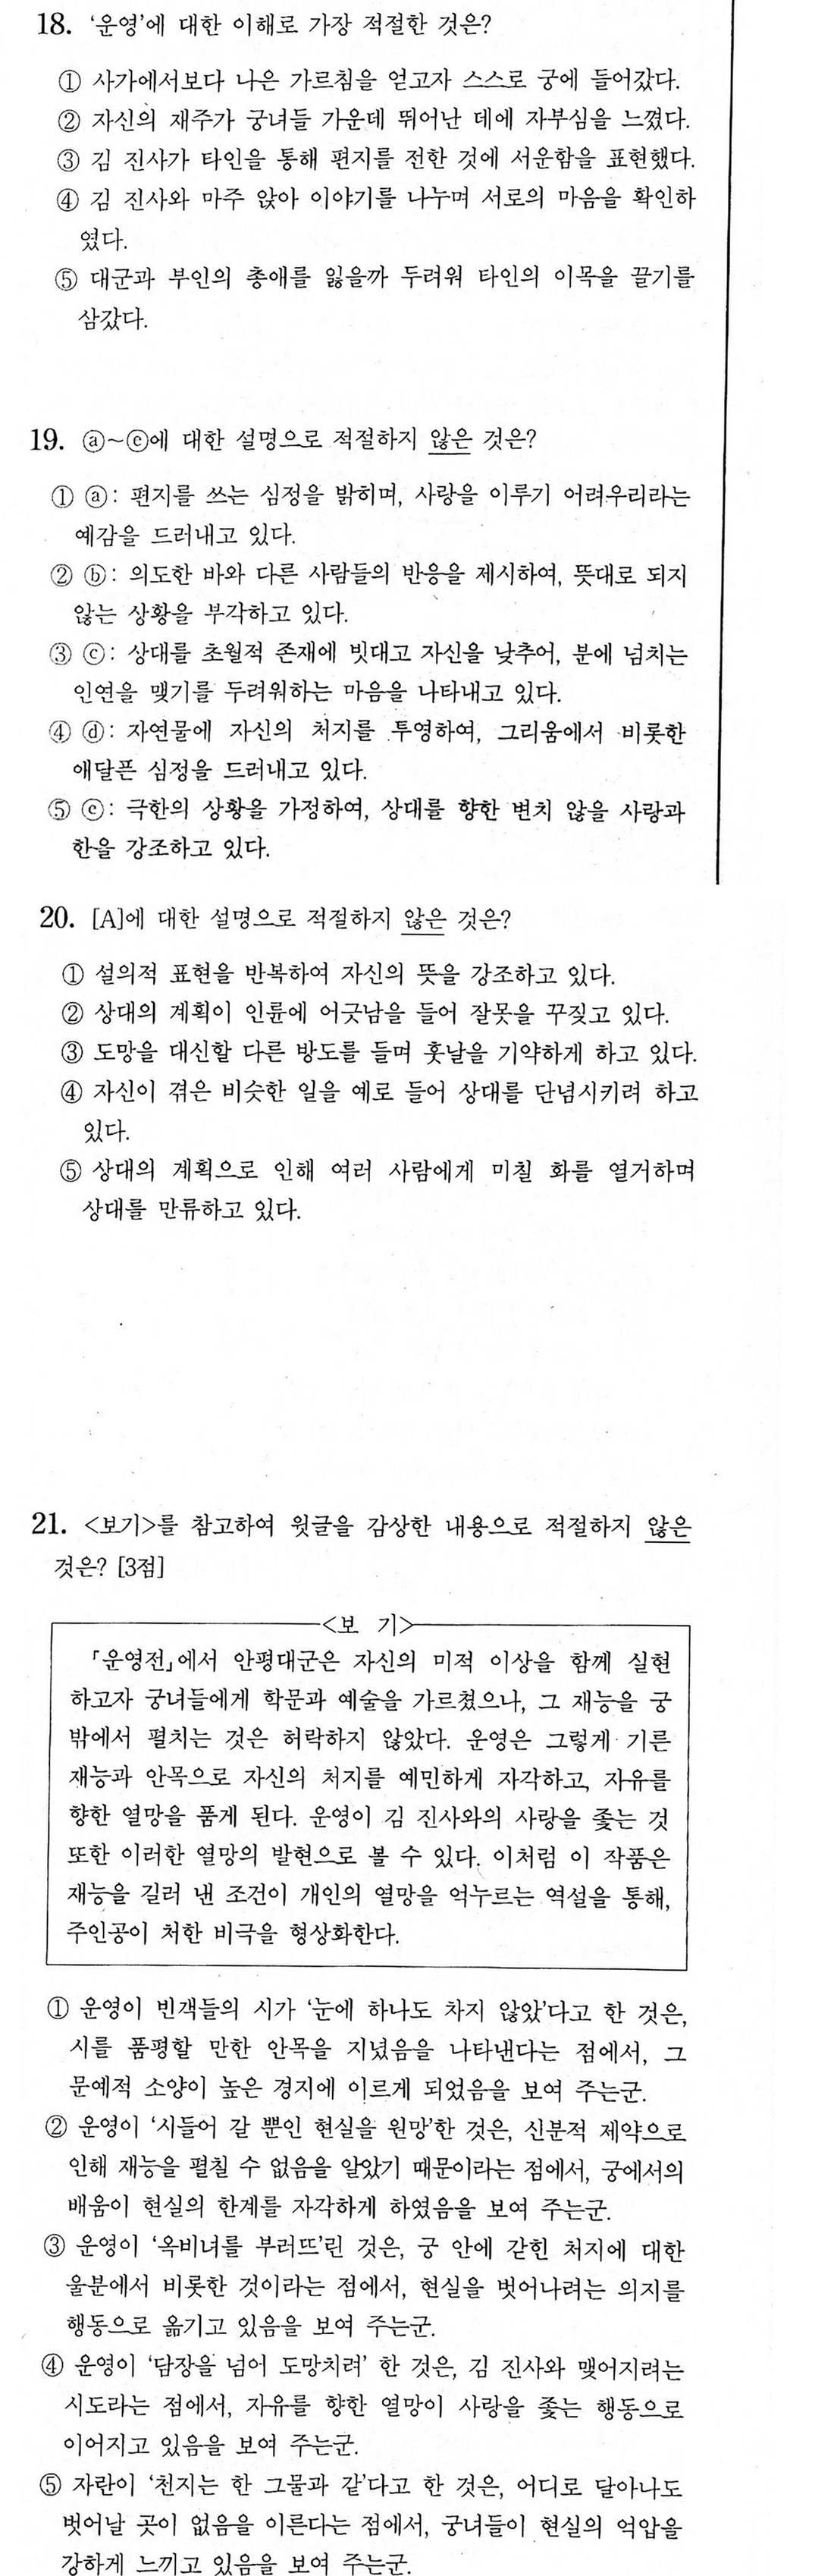 18. ‘운영’에 대한 이해로 가장 적절한 것은?
① 사가에서보다 나은 가르침을 얻고자 스스로 궁에 들어갔다.
② 자신의 재주가 궁녀들 가운데 뛰어난 데에 자부심을 느꼈다.
③ 김 진사가 타인을 통해 편지를 전한 것에 서운함을 표현했다.
④ 김 진사와 마주 앉아 이야기를 나누며 서로의 마음을 확인하
였다.
⑤ 대군과 부인의 총애를 잃을까 두려워 타인의 이목을 끌기를
삼갔다.
19. ⓐ~ⓔ에 대한 설명으로 적절하지 않은 것은?
① ⓐ: 편지를 쓰는 심정을 밝히며, 사랑을 이루기 어려우리라는
예감을 드러내고 있다.
② ⓑ: 의도한 바와 다른 사람들의 반응을 제시하여, 뜻대로 되지
않는 상황을 부각하고 있다.
③ ⓒ: 상대를 초월적 존재에 빗대고 자신을 낮추어, 분에 넘치는
인연을 맺기를 두려워하는 마음을 나타내고 있다.
④ ⓓ: 자연물에 자신의 처지를 투영하여, 그리움에서 비롯한
애달픈 심정을 드러내고 있다.
⑤ ⓔ: 극한의 상황을 가정하여, 상대를 향한 변치 않을 사랑과
한을 강조하고 있다.
20. [A]에 대한 설명으로 적절하지 않은 것은?
① 설의적 표현을 반복하여 자신의 뜻을 강조하고 있다.
② 상대의 계획이 인륜에 어긋남을 들어 잘못을 꾸짖고 있다.
③ 도망을 대신할 다른 방도를 들며 훗날을 기약하게 하고 있다.
④ 자신이 겪은 비슷한 일을 예로 들어 상대를 단념시키려 하고
있다.
⑤ 상대의 계획으로 인해 여러 사람에게 미칠 화를 열거하며
상대를 만류하고 있다.
21. <보기>를 참고하여 윗글을 감상한 내용으로 적절하지 않은
것은? [3점]
<보 기>
「운영전」에서 안평대군은 자신의 미적 이상을 함께 실현
하고자 궁녀들에게 학문과 예술을 가르쳤으나, 그 재능을 궁
밖에서 펼치는 것은 허락하지 않았다. 운영은 그렇게 기른
재능과 안목으로 자신의 처지를 예민하게 자각하고, 자유를
향한 열망을 품게 된다. 운영이 김 진사와의 사랑을 좇는 것
또한 이러한 열망의 발현으로 볼 수 있다. 이처럼 이 작품은
재능을 길러 낸 조건이 개인의 열망을 억누르는 역설을 통해,
주인공이 처한 비극을 형상화한다.
① 운영이 빈객들의 시가 ‘눈에 하나도 차지 않았’다고 한 것은,
시를 품평할 만한 안목을 지녔음을 나타낸다는 점에서, 그
문예적 소양이 높은 경지에 이르게 되었음을 보여 주는군.
② 운영이 ‘시들어 갈 뿐인 현실을 원망’한 것은, 신분적 제약으로
인해 재능을 펼칠 수 없음을 알았기 때문이라는 점에서, 궁에서의
배움이 현실의 한계를 자각하게 하였음을 보여 주는군.
③ 운영이 ‘옥비녀를 부러뜨’린 것은, 궁 안에 갇힌 처지에 대한
울분에서 비롯한 것이라는 점에서, 현실을 벗어나려는 의지를
행동으로 옮기고 있음을 보여 주는군.
④ 운영이 ‘담장을 넘어 도망치려’ 한 것은, 김 진사와 맺어지려는
시도라는 점에서, 자유를 향한 열망이 사랑을 좇는 행동으로
이어지고 있음을 보여 주는군.
⑤ 자란이 ‘천지는 한 그물과 같’다고 한 것은, 어디로 달아나도
벗어날 곳이 없음을 이른다는 점에서, 궁녀들이 현실의 억압을
강하게 느끼고 있음을 보여 주는군.